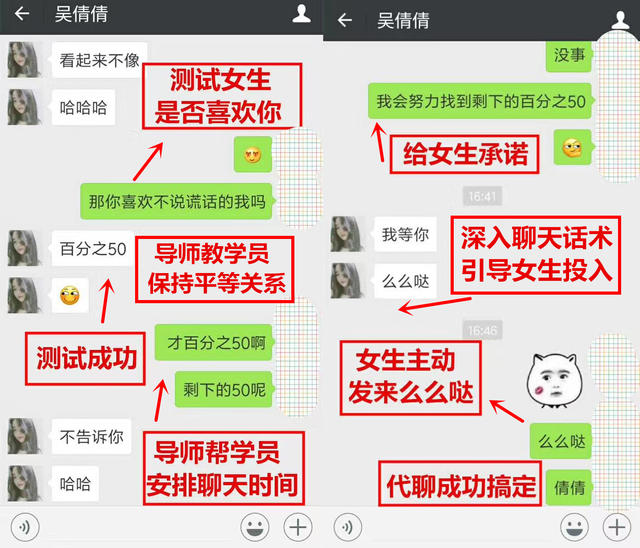 吴倩倩
看起来不像
哈哈哈
测试女生
是否喜欢你
那你喜欢不说谎话的我吗
百分之50
导师教学员
保持平等关系
测试成功
才百分之50啊
剩下的50呢
不告诉你
导师帮学员
安排聊天时间
哈哈
吴倩倩
没事
我会努力找到剩下的百分之50
给女生承诺
16:41
我等你
深入聊天话术
引导女生投入
么么哒
16:46
女生主动
发来么么哒
么么哒
代聊成功搞定
倩倩